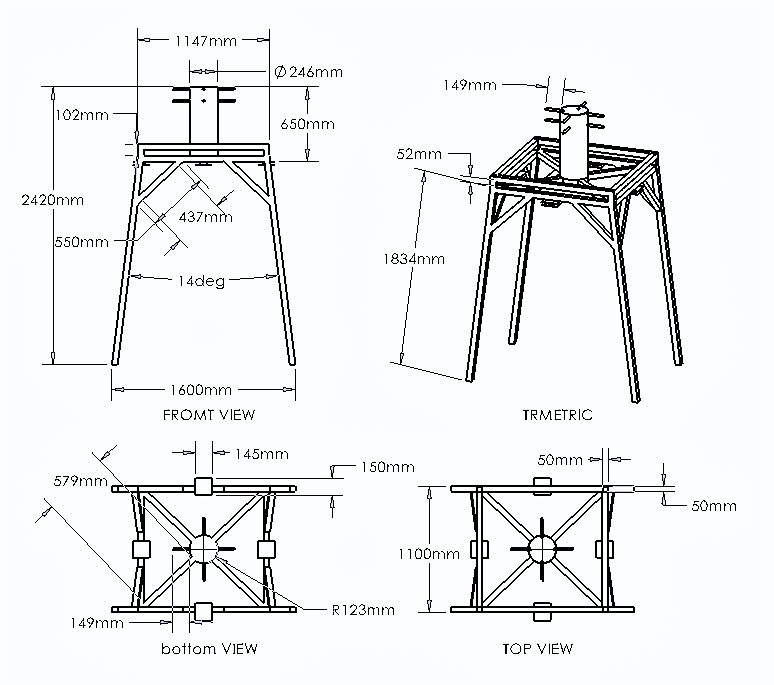 1147mm
Ø246mm
102mm
650mm
2420mm
437mm
550mm
14deg
1600mm
FROMT VIEW
149mm
52mm
1834mm
TRMETRIC
145mm
579mm
150mm
R123mm
149mm
bottom VIEW
50mm
50mm
1100mm
TOP VIEW